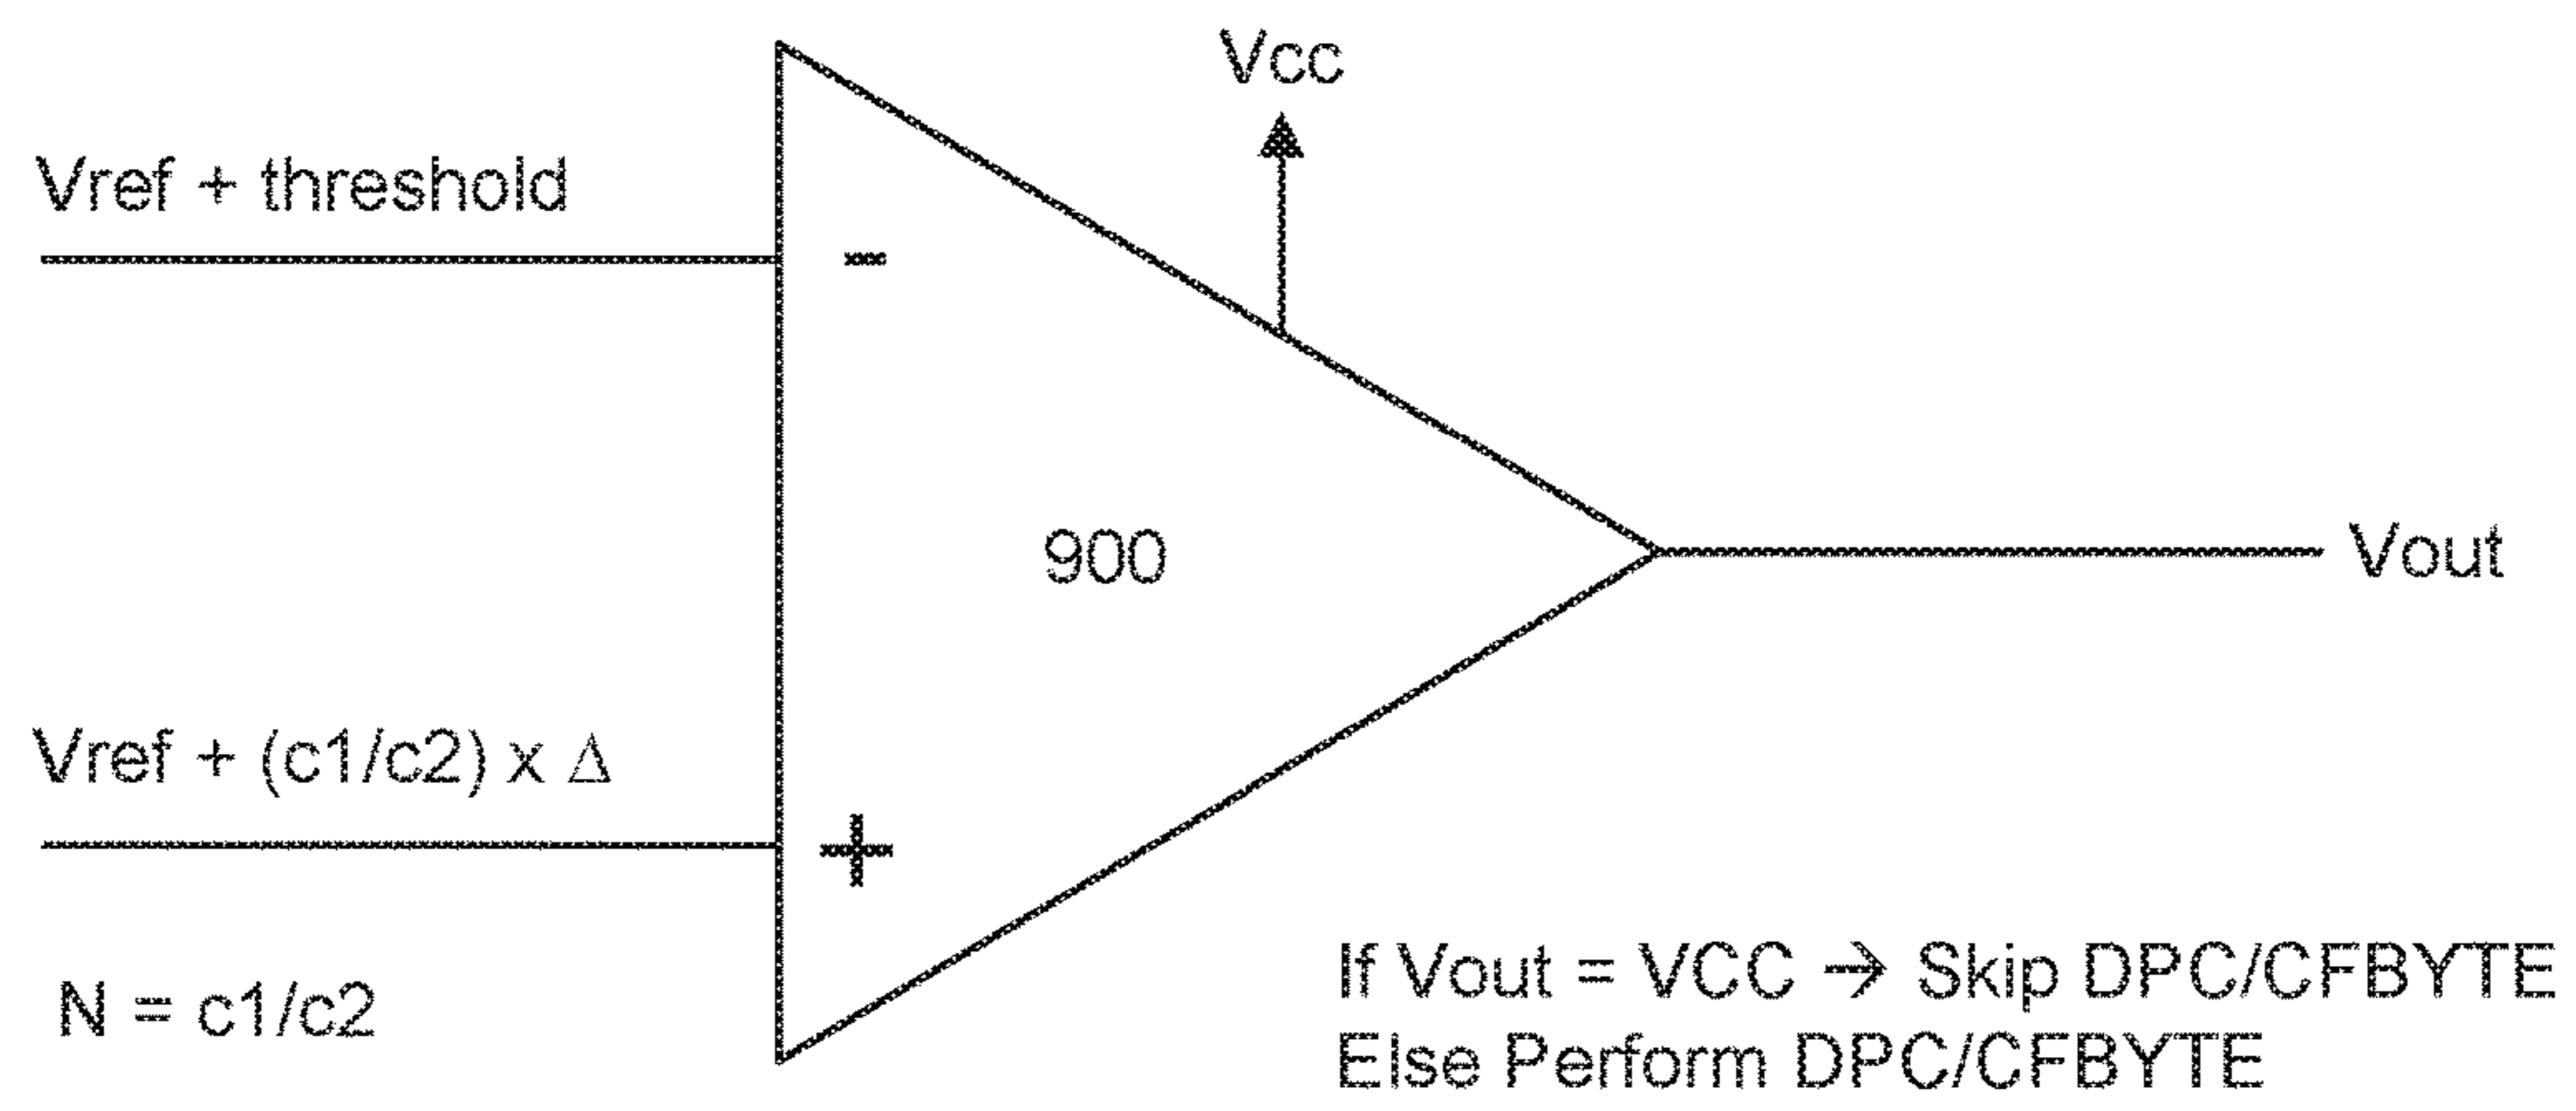 Vcc
Vref + threshold
-
900
Vout
Vref + (c1/c2) x Δ
+
N = c1/c2
If Vout = VCC → Skip DPC/CFBYTE
Else Perform DPC/CFBYTE